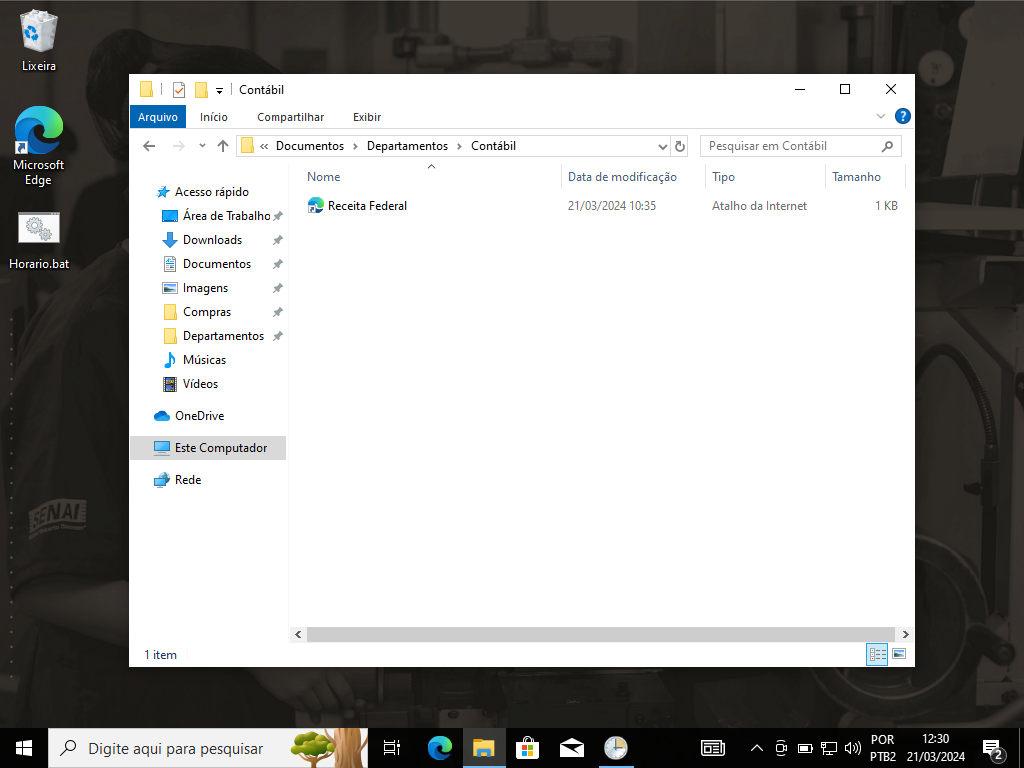 Lixeira
Microsoft
Edge
Horario.bat
Contábil
Arquivo
Início
Compartilhar
Exibir
?
« Documentos > Departamentos > Contábil
Pesquisar em Contábil
Nome
Data de modificação
Tipo
Tamanho
Receita Federal
21/03/2024 10:35
Atalho da Internet
1 KB
Acesso rápido
Área de Trabalho
Downloads
Documentos
Imagens
Compras
Departamentos
Músicas
Vídeos
OneDrive
Este Computador
Rede
SENAI
1 item
Digite aqui para pesquisar
POR
PTB2
12:30
21/03/2024
2